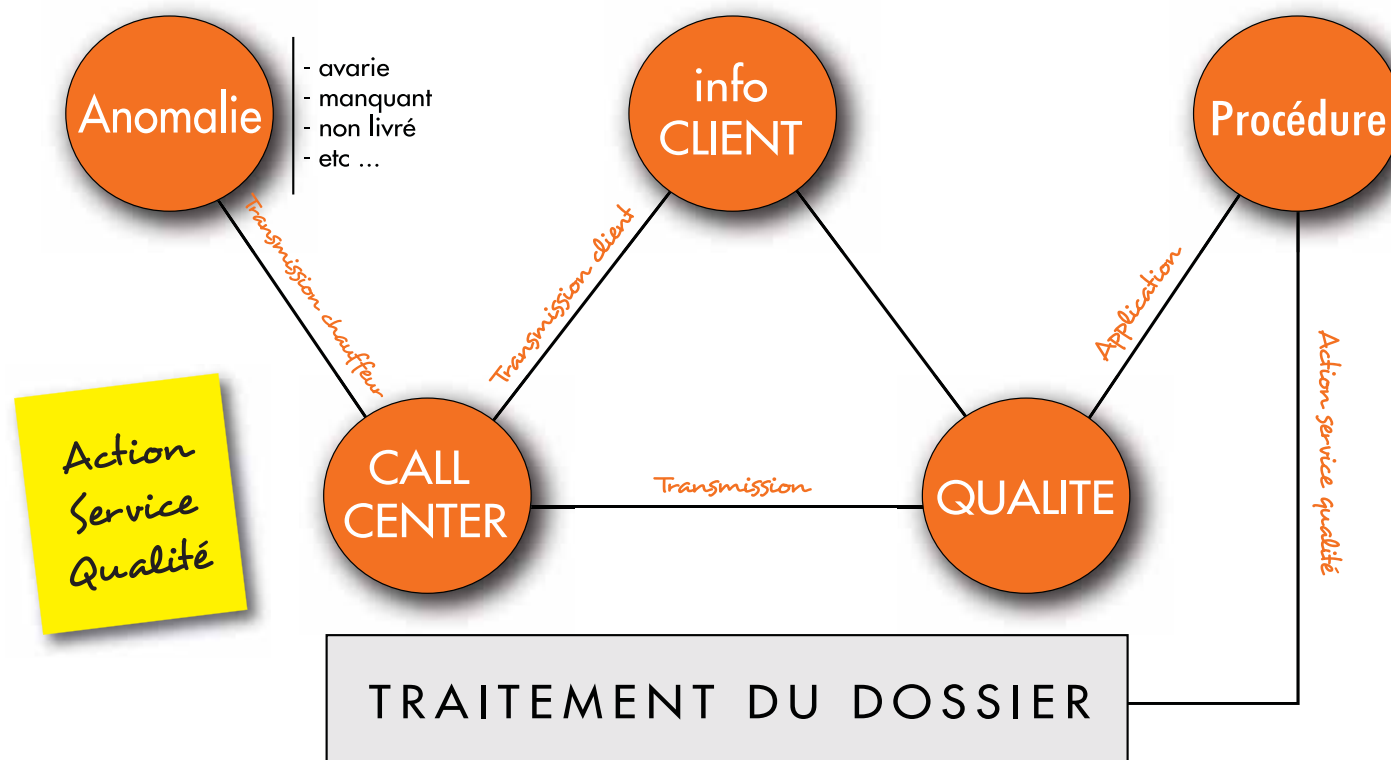 Anomalie
- avarie
- manquant
- non livré
- etc ...
info
CLIENT
Procédure
Transmission chauffeur
Transmission client
Application
Action service qualité
Action
Service
Qualité
CALL
CENTER
Transmission
QUALITE
TRAITEMENT DU DOSSIER